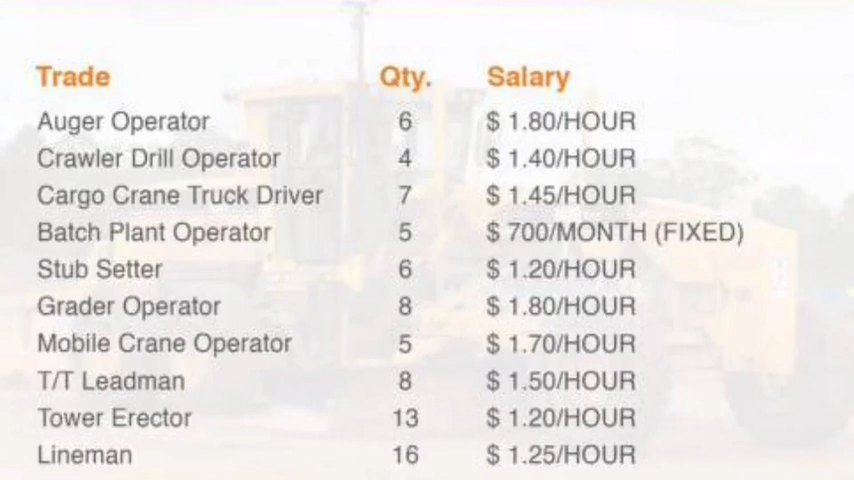 Trade Qty. Salary
Auger Operator 6 $ 1.80/HOUR
Crawler Drill Operator 4 $ 1.40/HOUR
Cargo Crane Truck Driver 7 $ 1.45/HOUR
Batch Plant Operator 5 $ 700/MONTH (FIXED)
Stub Setter 6 $ 1.20/HOUR
Grader Operator 8 $ 1.80/HOUR
Mobile Crane Operator 5 $ 1.70/HOUR
T/T Leadman 8 $ 1.50/HOUR
Tower Erector 13 $ 1.20/HOUR
Lineman 16 $ 1.25/HOUR